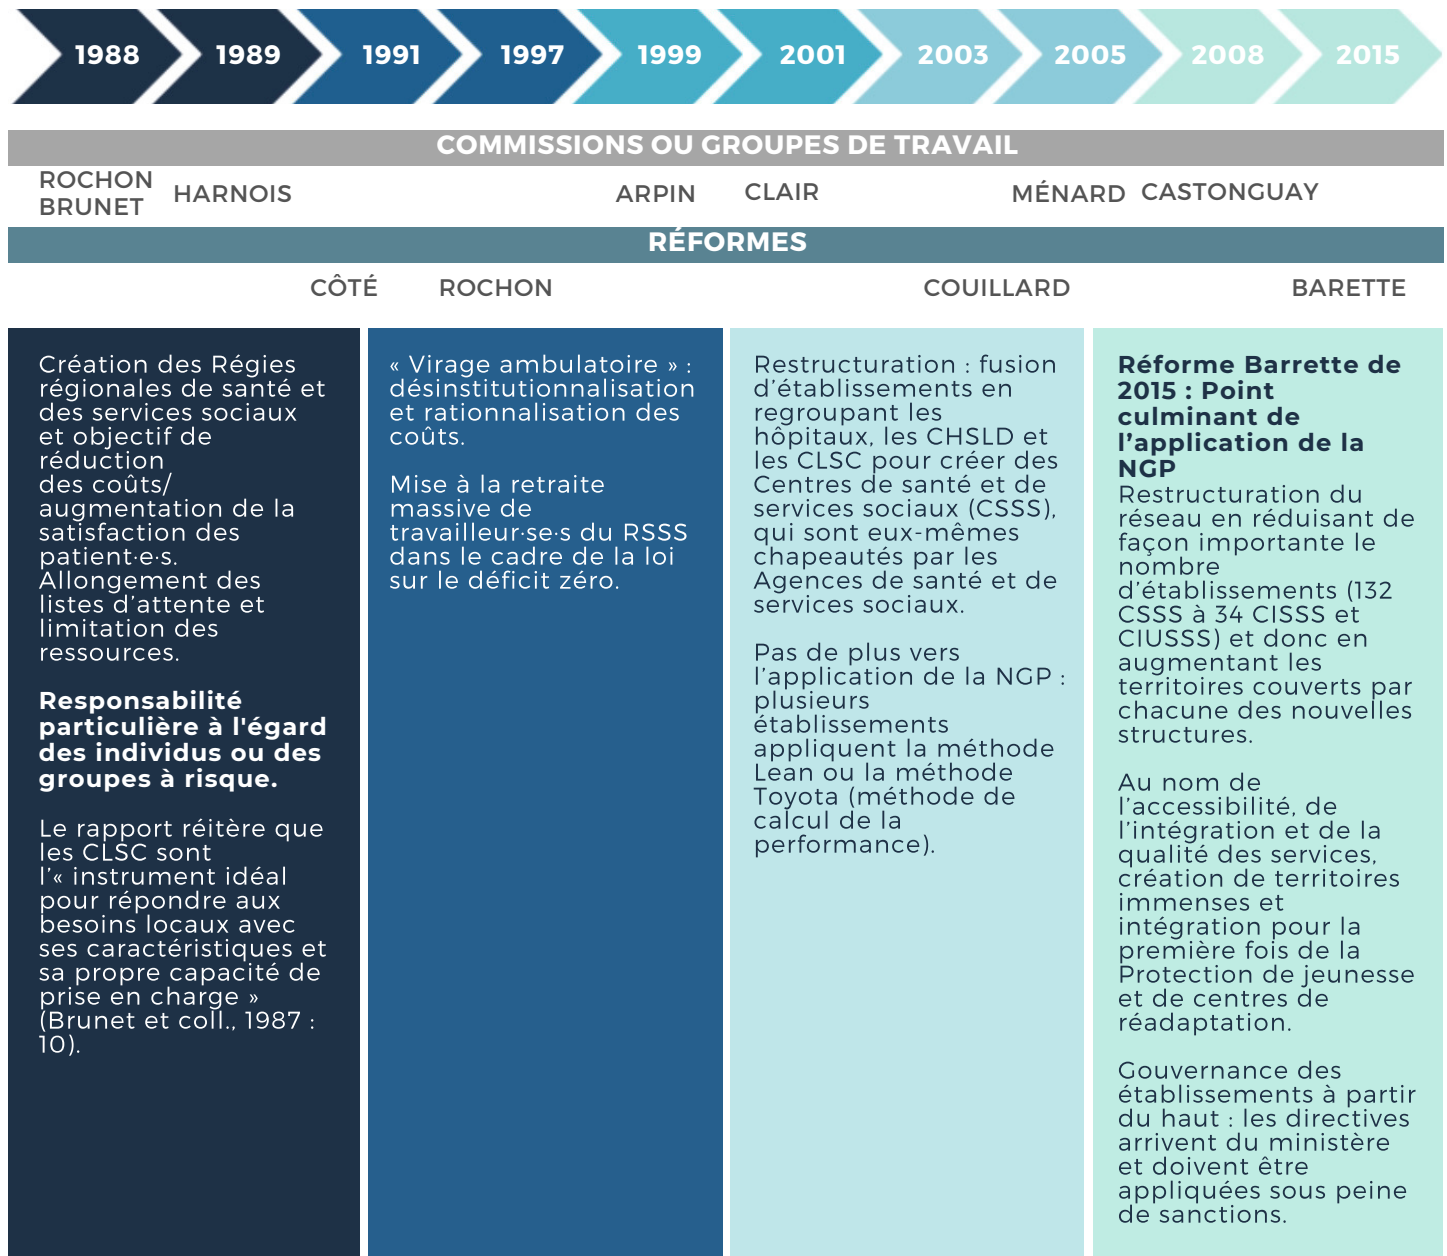 1988 1989 1991 1997 1999 2001 2003 2005 2008 2015
COMMISSIONS OU GROUPES DE TRAVAIL
ROCHON
BRUNET
HARNOIS
ARPIN
CLAIR
MÉNARD
CASTONGUAY
RÉFORMES
CÔTÉ
ROCHON
COUILLARD
BARETTE
Création des Régies
régionales de santé et
des services sociaux
et objectif de
réduction
des coûts/
augmentation de la
satisfaction des
patient·e·s.
Allongement des
listes d’attente et
limitation des
ressources.
Responsabilité
particulière à l'égard
des individus ou des
groupes à risque.
Le rapport réitère que
les CLSC sont
l’« instrument idéal
pour répondre aux
besoins locaux avec
ses caractéristiques et
sa propre capacité de
prise en charge »
(Brunet et coll., 1987 :
10).
« Virage ambulatoire » :
désinstitutionnalisation
et rationnalisation des
coûts.
Mise à la retraite
massive de
travailleur·se·s du RSSS
dans le cadre de la loi
sur le déficit zéro.
Restructuration : fusion
d’établissements en
regroupant les
hôpitaux, les CHSLD et
les CLSC pour créer des
Centres de santé et de
services sociaux (CSSS),
qui sont eux-mêmes
chapeautés par les
Agences de santé et de
services sociaux.
Pas de plus vers
l’application de la NGP :
plusieurs
établissements
appliquent la méthode
Lean ou la méthode
Toyota (méthode de
calcul de la
performance).
Réforme Barrette de
2015 : Point
culminant de
l’application de la
NGP
Restructuration du
réseau en réduisant de
façon importante le
nombre
d’établissements (132
CSSS à 34 CISSS et
CIUSSS) et donc en
augmentant les
territoires couverts par
chacune des nouvelles
structures.
Au nom de
l’accessibilité, de
l’intégration et de la
qualité des services,
création de territoires
immenses et
intégration pour la
première fois de la
Protection de jeunesse
et de centres de
réadaptation.
Gouvernance des
établissements à partir
du haut : les directives
arrivent du ministère
et doivent être
appliquées sous peine
de sanctions.